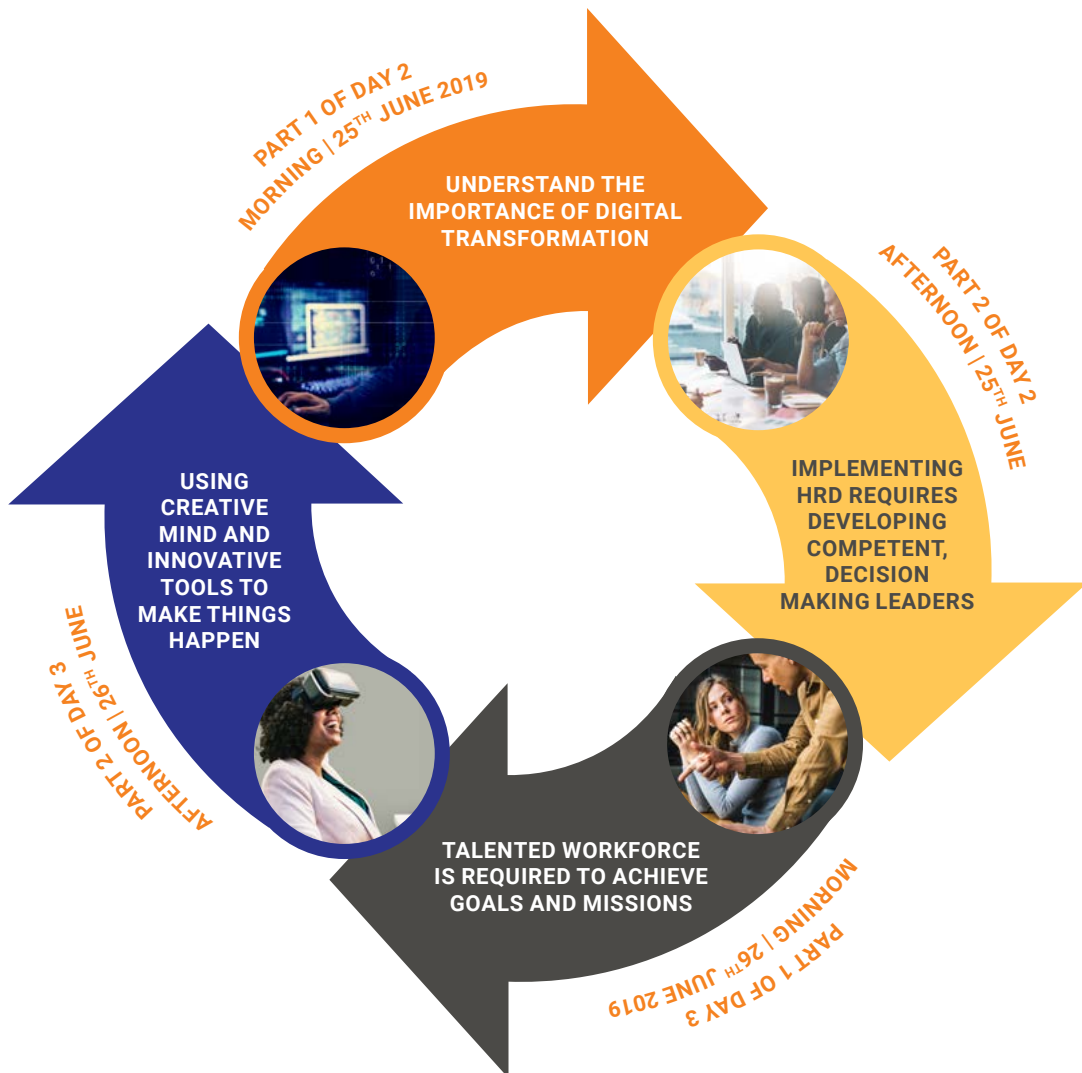 PART 1 OF DAY 2
MORNING | 25TH JUNE 2019
UNDERSTAND THE
IMPORTANCE OF DIGITAL
TRANSFORMATION
PART 2 OF DAY 2
AFTERNOON | 25TH JUNE
IMPLEMENTING
HRD REQUIRES
DEVELOPING
COMPETENT,
DECISION
MAKING LEADERS
TALENTED WORKFORCE
IS REQUIRED TO ACHIEVE
GOALS AND MISSIONS
MORNING | 26TH JUNE 2019
PART 1 OF DAY 3
USING
CREATIVE
MIND AND
INNOVATIVE
TOOLS TO
MAKE THINGS
HAPPEN
PART 2 OF DAY 3
AFTERNOON | 26TH JUNE